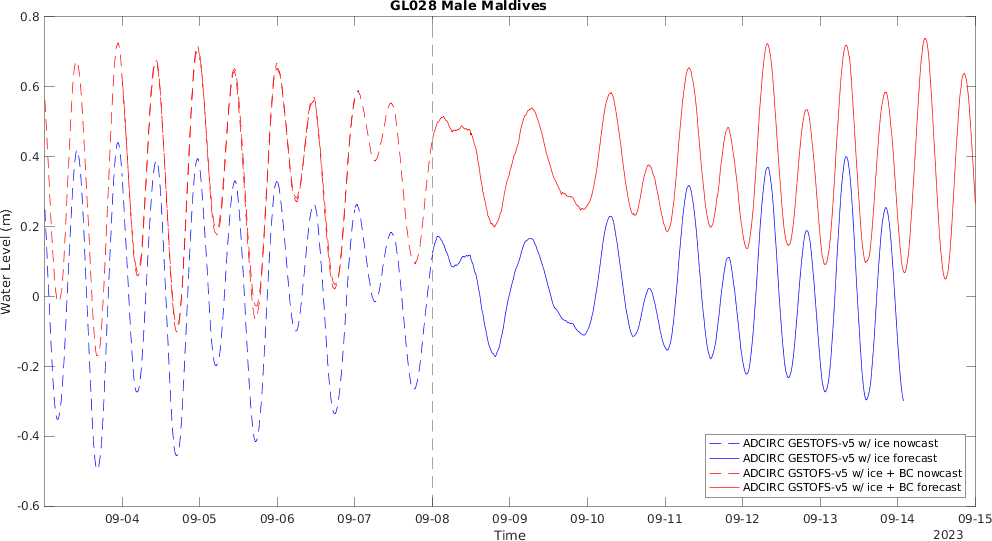 GL028 Male Maldives
Water Level (m)
0.8
0.6
0.4
0.2
0
-0.2
-0.4
-0.6
ADCIRC GESTOFS-v5 w/ ice nowcast
ADCIRC GESTOFS-v5 w/ ice forecast
ADCIRC GSTOFS-v5 w/ ice + BC nowcast
ADCIRC GSTOFS-v5 w/ ice + BC forecast
09-04 09-05 09-06 09-07 09-08 09-09 09-10 09-11 09-12 09-13 09-14 09-15
Time
2023